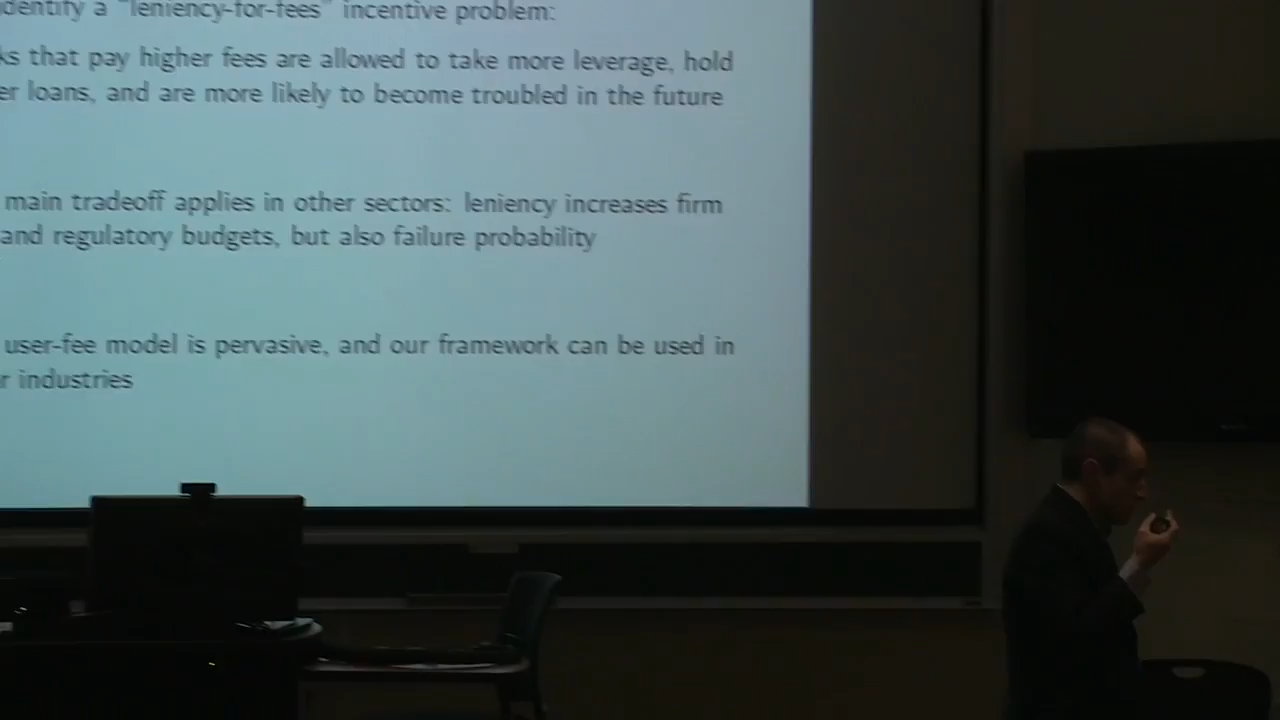 identify a "leniency-for-fees" incentive problem:
that pay higher fees are allowed to take more leverage, hold
loans, and are more likely to become troubled in the future
main tradeoff applies in other sectors: leniency increases firm
and regulatory budgets, but also failure probability
user-fee model is pervasive, and our framework can be used in
industries